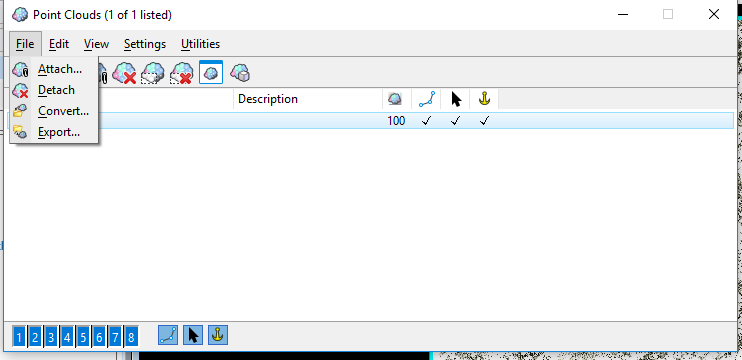 Point Clouds (1 of 1 listed)
File Edit View Settings Utilities
Attach...
Detach
Convert...
Export...
Description
100
1 2 3 4 5 6 7 8